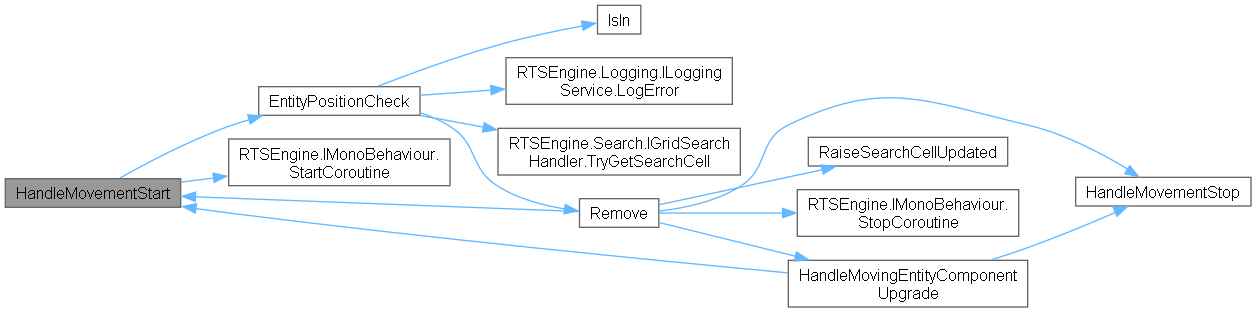 IsIn
RTSEngine.Logging.ILogging
Service.LogError
EntityPositionCheck
RTSEngine.Search.IGridSearch
Handler.TryGetSearchCell
RaiseSearchCellUpdated
RTSEngine.IMonoBehaviour.
StartCoroutine
HandleMovementStart
HandleMovementStop
Remove
RTSEngine.IMonoBehaviour.
StopCoroutine
HandleMovingEntityComponent
Upgrade